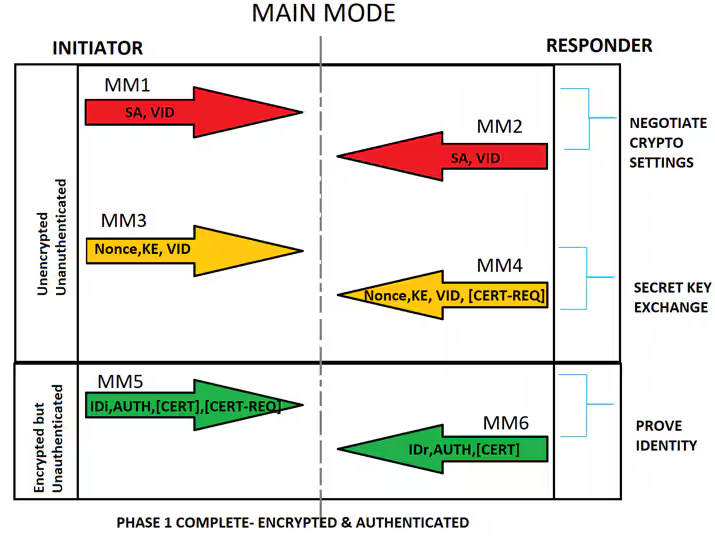 MAIN MODE
INITIATOR
RESPONDER
MM1
SA, VID
MM2
SA, VID
NEGOTIATE
CRYPTO
SETTINGS
Unencrypted
Unanuthenticated
MM3
Nonce,KE, VID
MM4
Nonce,KE, VID, [CERT-REQ]
SECRET KEY
EXCHANGE
MM5
IDi,AUTH,[CERT],[CERT-REQ]
MM6
IDr,AUTH,[CERT]
PROVE
IDENTITY
Encrypted but
Unauthenticated
PHASE 1 COMPLETE- ENCRYPTED & AUTHENTICATED